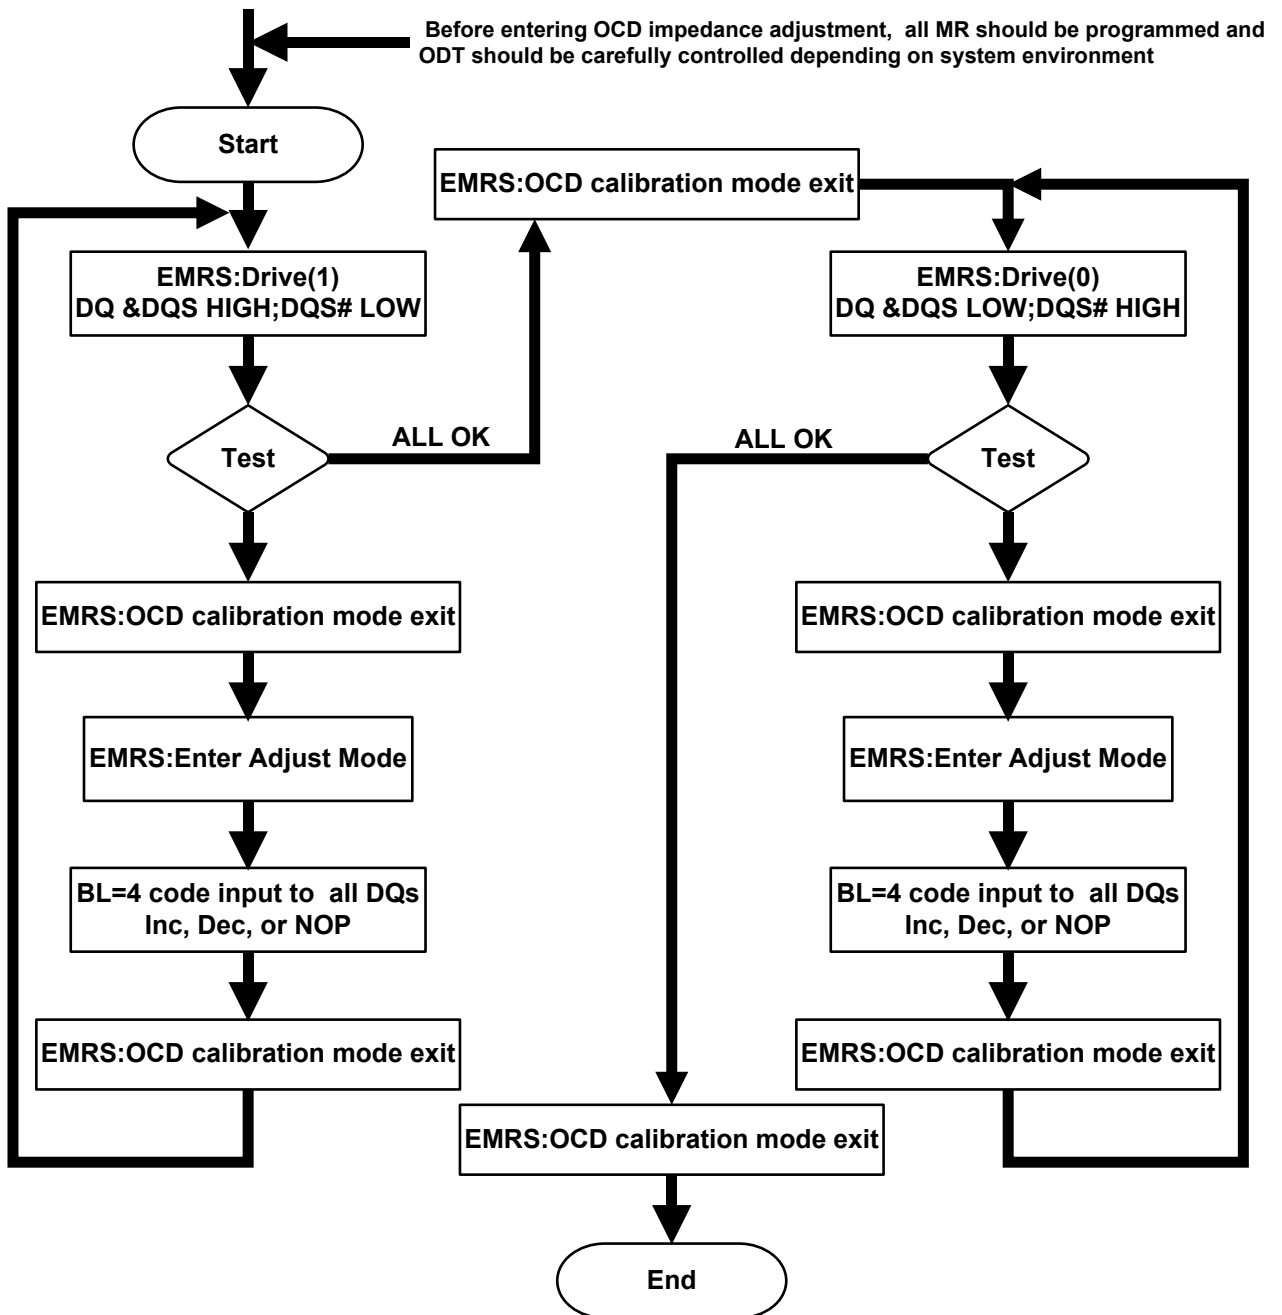 Before entering OCD impedance adjustment, all MR should be programmed and
ODT should be carefully controlled depending on system environment
Start
EMRS:OCD calibration mode exit
EMRS:Drive(1)
DQ &DQS HIGH;DQS# LOW
EMRS:Drive(0)
DQ &DQS LOW;DQS# HIGH
ALL OK
ALL OK
Test
Test
EMRS:OCD calibration mode exit
EMRS:OCD calibration mode exit
EMRS:Enter Adjust Mode
EMRS:Enter Adjust Mode
BL=4 code input to all DQs
Inc, Dec, or NOP
BL=4 code input to all DQs
Inc, Dec, or NOP
EMRS:OCD calibration mode exit
EMRS:OCD calibration mode exit
EMRS:OCD calibration mode exit
End